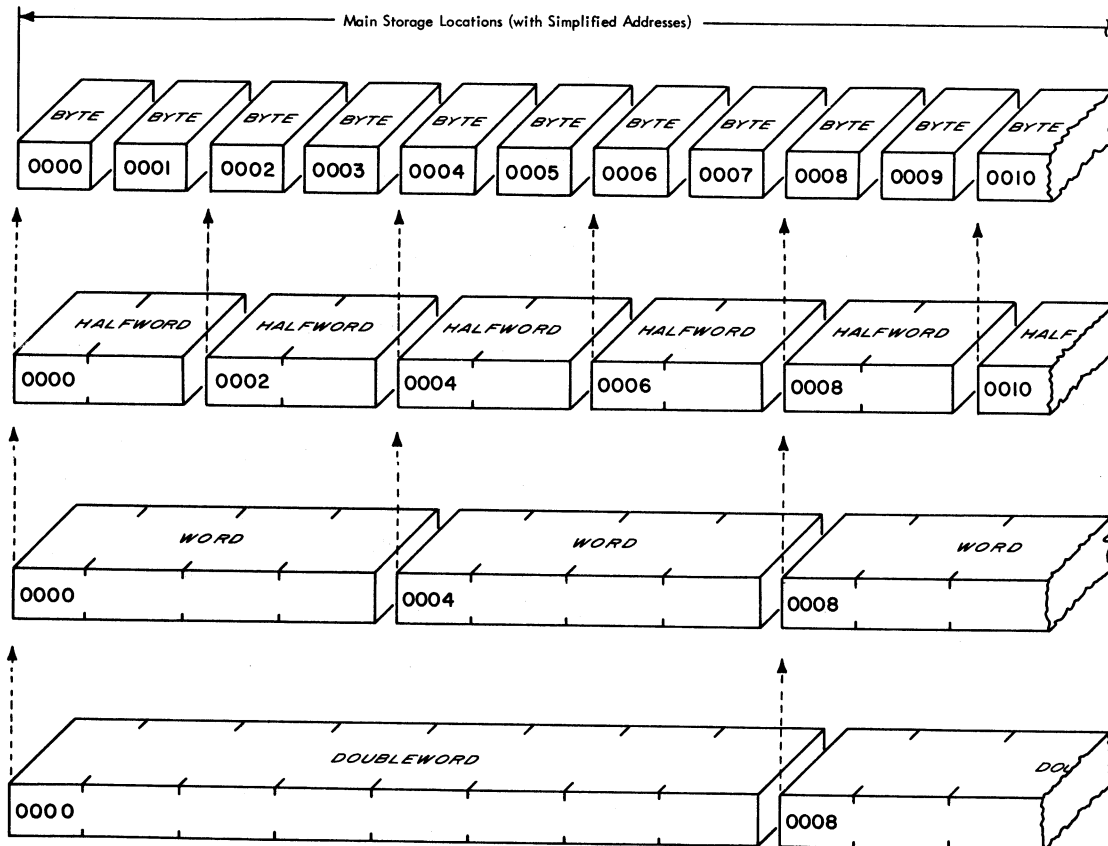 Main Storage Locations (with Simplified Addresses)
BYTE BYTE BYTE BYTE BYTE BYTE BYTE BYTE BYTE BYTE BYTE
0000 0001 0002 0003 0004 0005 0006 0007 0008 0009 0010
HALFWORD HALFWORD HALFWORD HALFWORD HALFWORD HALF
0000 0002 0004 0006 0008 0010
WORD WORD WORD
0000 0004 0008
DOUBLEWORD DOU
0000 0008